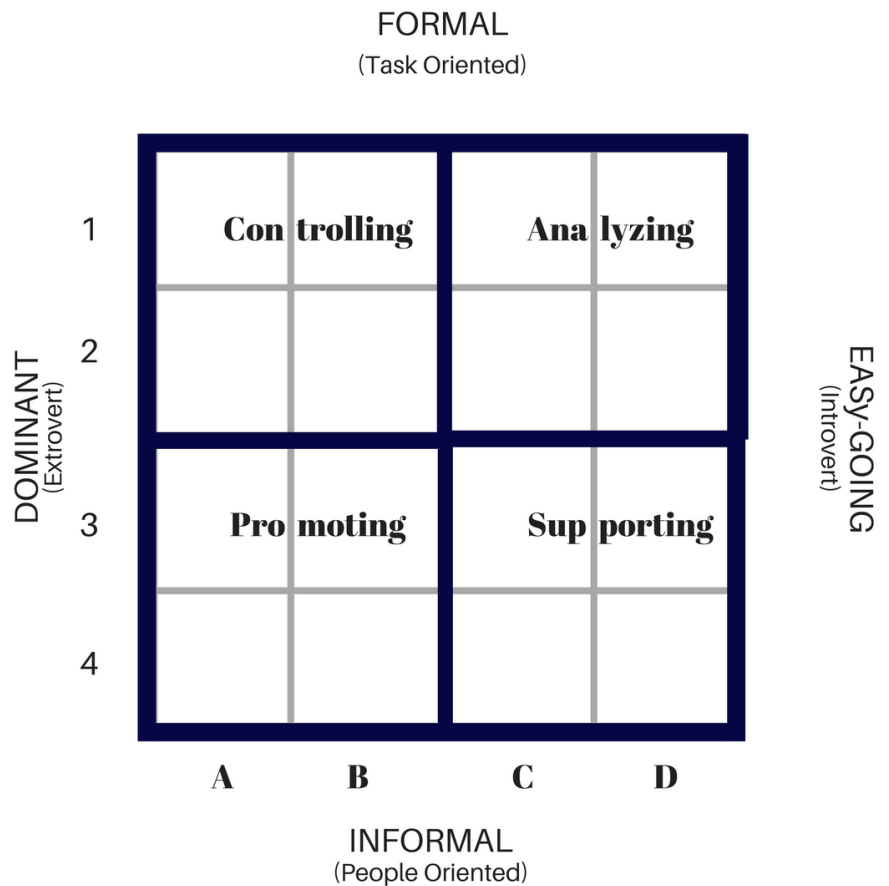 FORMAL
(Task Oriented)
1
Con trolling
Ana lyzing
2
DOMINANT
(Extrovert)
EASy-GOING
(Introvert)
3
Pro moting
Sup porting
4
A
B
C
D
INFORMAL
(People Oriented)